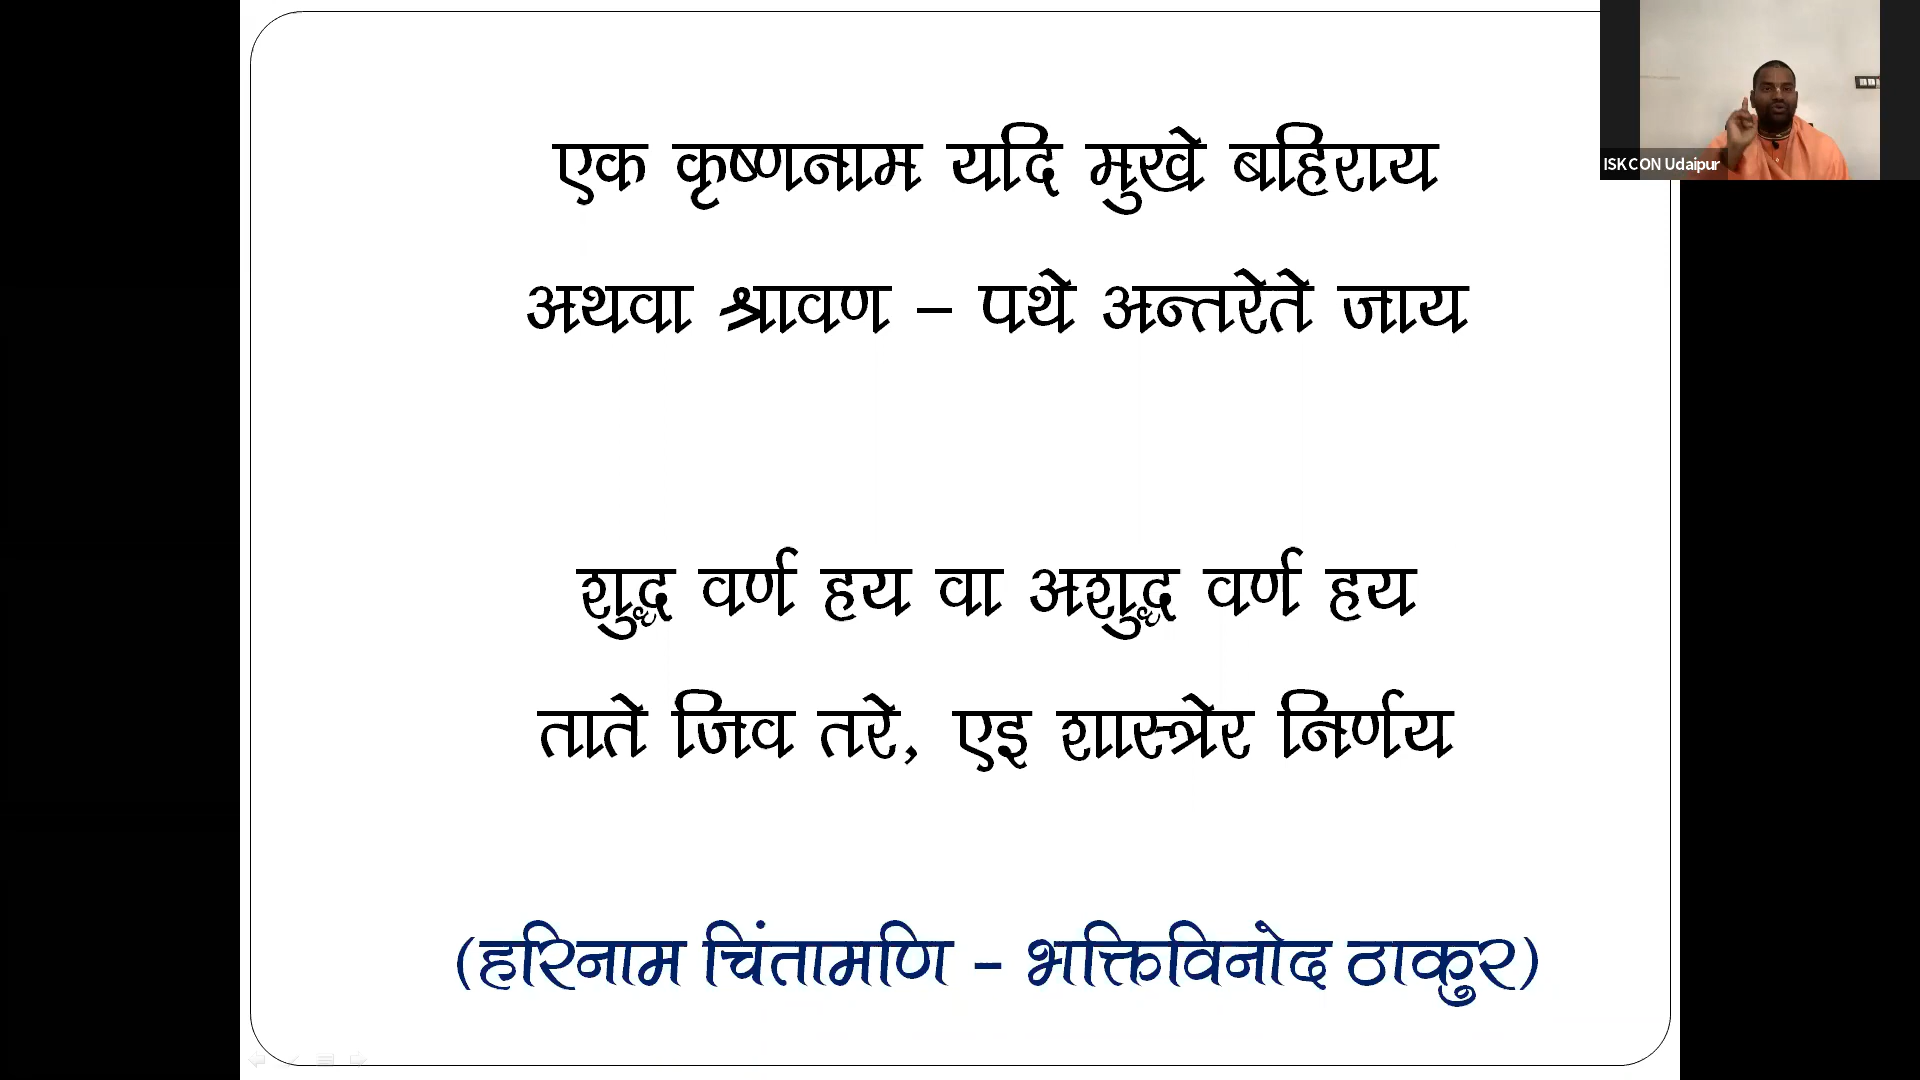 एक कृष्णनाम यदि मुखे बहिराय
अथवा श्रावण – पथे अन्तरेते जाय
शुद्ध वर्ण हय वा अशुद्ध वर्ण हय
ताते जिव तरे, एइ शास्त्रेर निर्णय
(हरिनाम चिंतामणि - भक्तिविनोद ठाकुर)
ISKCON Udaipur